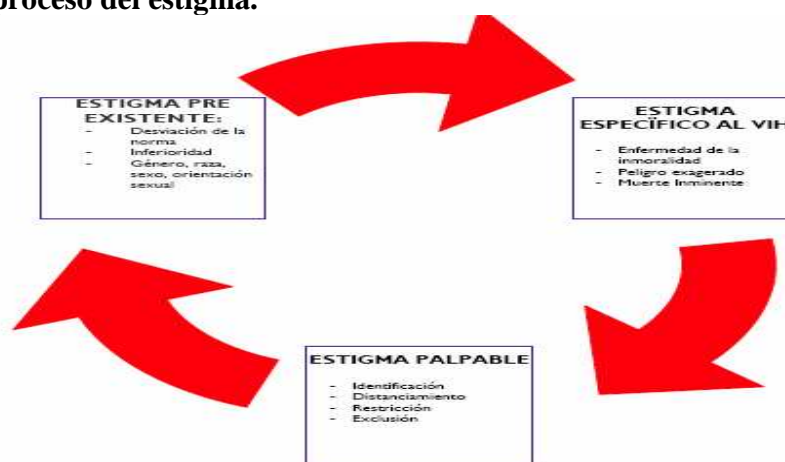 proceso del estigma.
ESTIGMA PRE
EXISTENTE:
- Desviación de la
norma
- Inferioridad
- Género, raza,
sexo, orientación
sexual
ESTIGMA
ESPECÏFICO AL VIH
- Enfermedad de la
inmoralidad
- Peligro exagerado
- Muerte Inminente
ESTIGMA PALPABLE
- Identificación
- Distanciamiento
- Restricción
- Exclusión